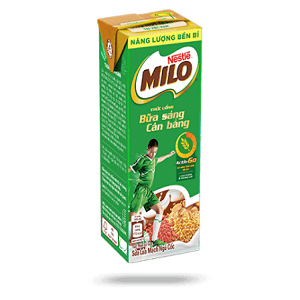 NĂNG LƯỢNG BỀN BỈ
Nestlé
MILO
THỨC UỐNG
Bữa sáng
Cân bằng
Activ-Go
Sữa Lúa Mạch Ngũ Cốc